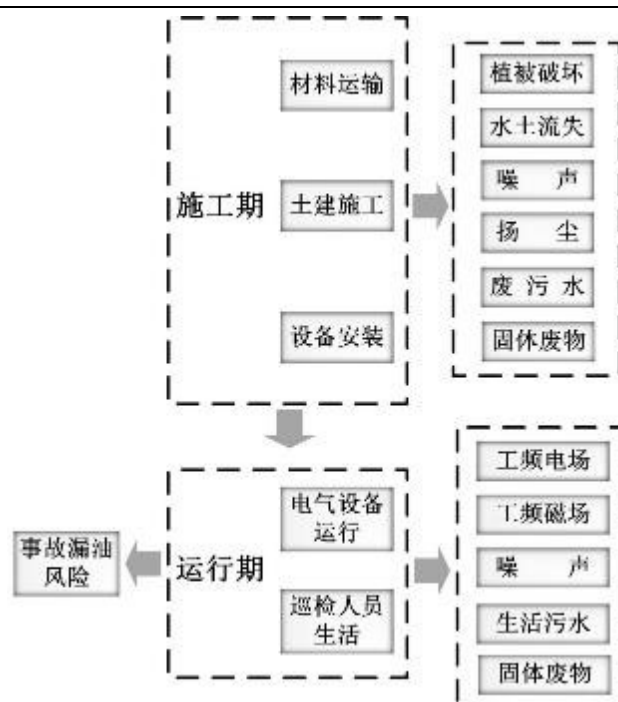 材料运输
施工期
土建施工
设备安装
植被破坏
水土流失
噪 声
扬 尘
废污水
固体废物
事故漏油
风险
运行期
电气设备
运行
巡检人员
生活
工频电场
工频磁场
噪 声
生活污水
固体废物